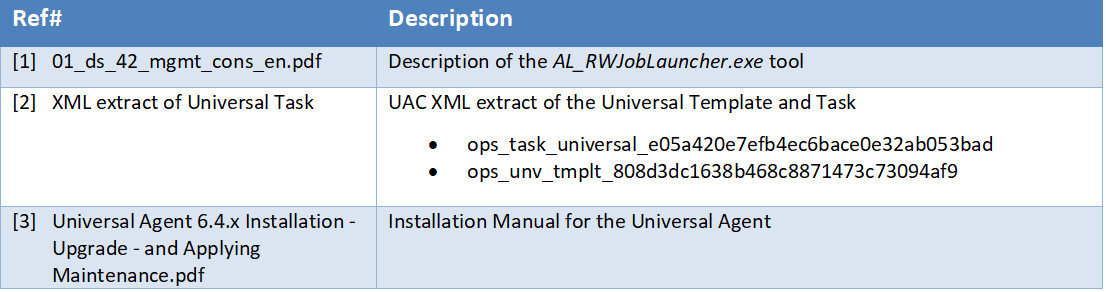 Ref# Description
[1] 01_ds_42_mgmt_cons_en.pdf Description of the AL_RWJobLauncher.exe tool
[2] XML extract of Universal Task UAC XML extract of the Universal Template and Task
• ops_task_universal_e05a420e7efb4ec6bace0e32ab053bad
• ops_unv_tmplt_808d3dc1638b468c8871473c73094af9
[3] Universal Agent 6.4.x Installation - Installation Manual for the Universal Agent
Upgrade - and Applying
Maintenance.pdf